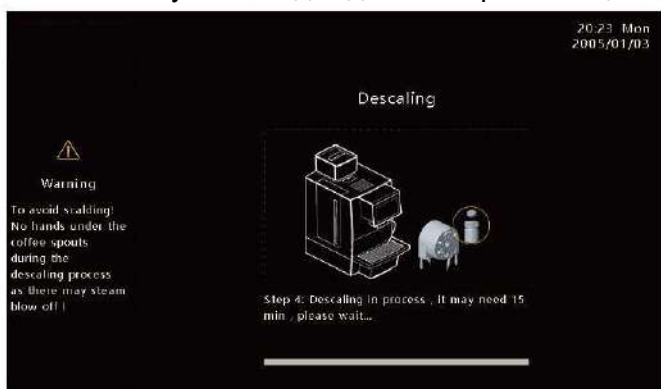 20:23 Mon
2005/01/03
Descaling
Warning
To avoid scalding!
No hands under the
coffee spouts
during the
descaling process
as there may steam
blow off !
Step 4: Descaling in process , it may need 15
min , please wait...